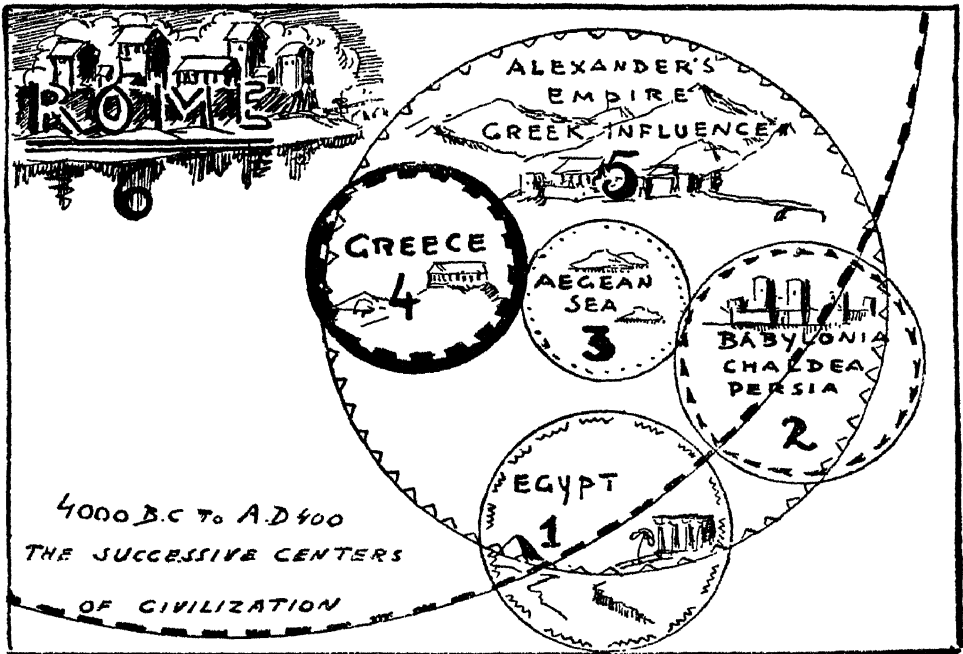 ROME
6
ALEXANDER'S
EMPIRE
GREEK INFLUENCE
5
GREECE
4
AEGEAN
SEA
3
BABYLONIA
CHALDEA
PERSIA
2
EGYPT
1
4000 B.C TO A.D 400
THE SUCCESSIVE CENTERS
OF CIVILIZATION